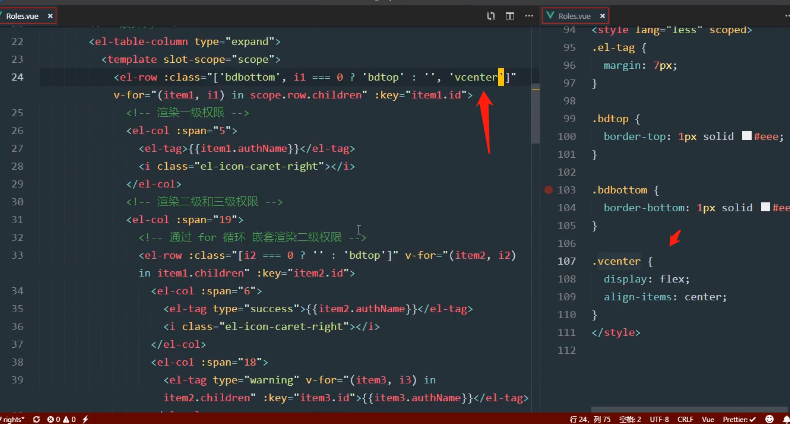 Roles.vue ×
22 <el-table-column type="expand">
23 <template slot-scope="scope">
24 <el-row :class="['bdbottom', i1 === 0 ? 'bdtop' : '', 'vcenter']"
v-for="(item1, i1) in scope.row.children" :key="item1.id">
25 <!-- 渲染一级权限 -->
26 <el-col :span="5">
27 <el-tag>{{item1.authName}}</el-tag>
28 <i class="el-icon-caret-right"></i>
29 </el-col>
30 <!-- 渲染二级和三级权限 -->
31 <el-col :span="19">
32 <!-- 通过 for 循环 嵌套渲染二级权限 -->
33 <el-row :class="[i2 === 0 ? '' : 'bdtop']" v-for="(item2, i2)
in item1.children" :key="item2.id">
34 <el-col :span="6">
35 <el-tag type="success">{{item2.authName}}</el-tag>
36 <i class="el-icon-caret-right"></i>
37 </el-col>
38 <el-col :span="18">
39 <el-tag type="warning" v-for="(item3, i3) in
item2.children" :key="item3.id">{{item3.authName}}</el-tag>
Roles.vue ×
94 <style lang="less" scoped>
95 .el-tag {
96 margin: 7px;
97 }
98
99 .bdtop {
100 border-top: 1px solid #eee;
101 }
102
103 .bdbottom {
104 border-bottom: 1px solid #ee
105 }
106
107 .vcenter {
108 display: flex;
109 align-items: center;
110 }
111 </style>
112
rights* 0 0 行 24, 列 75 空格: 2 UTF-8 CRLF Vue Prettier: ✓